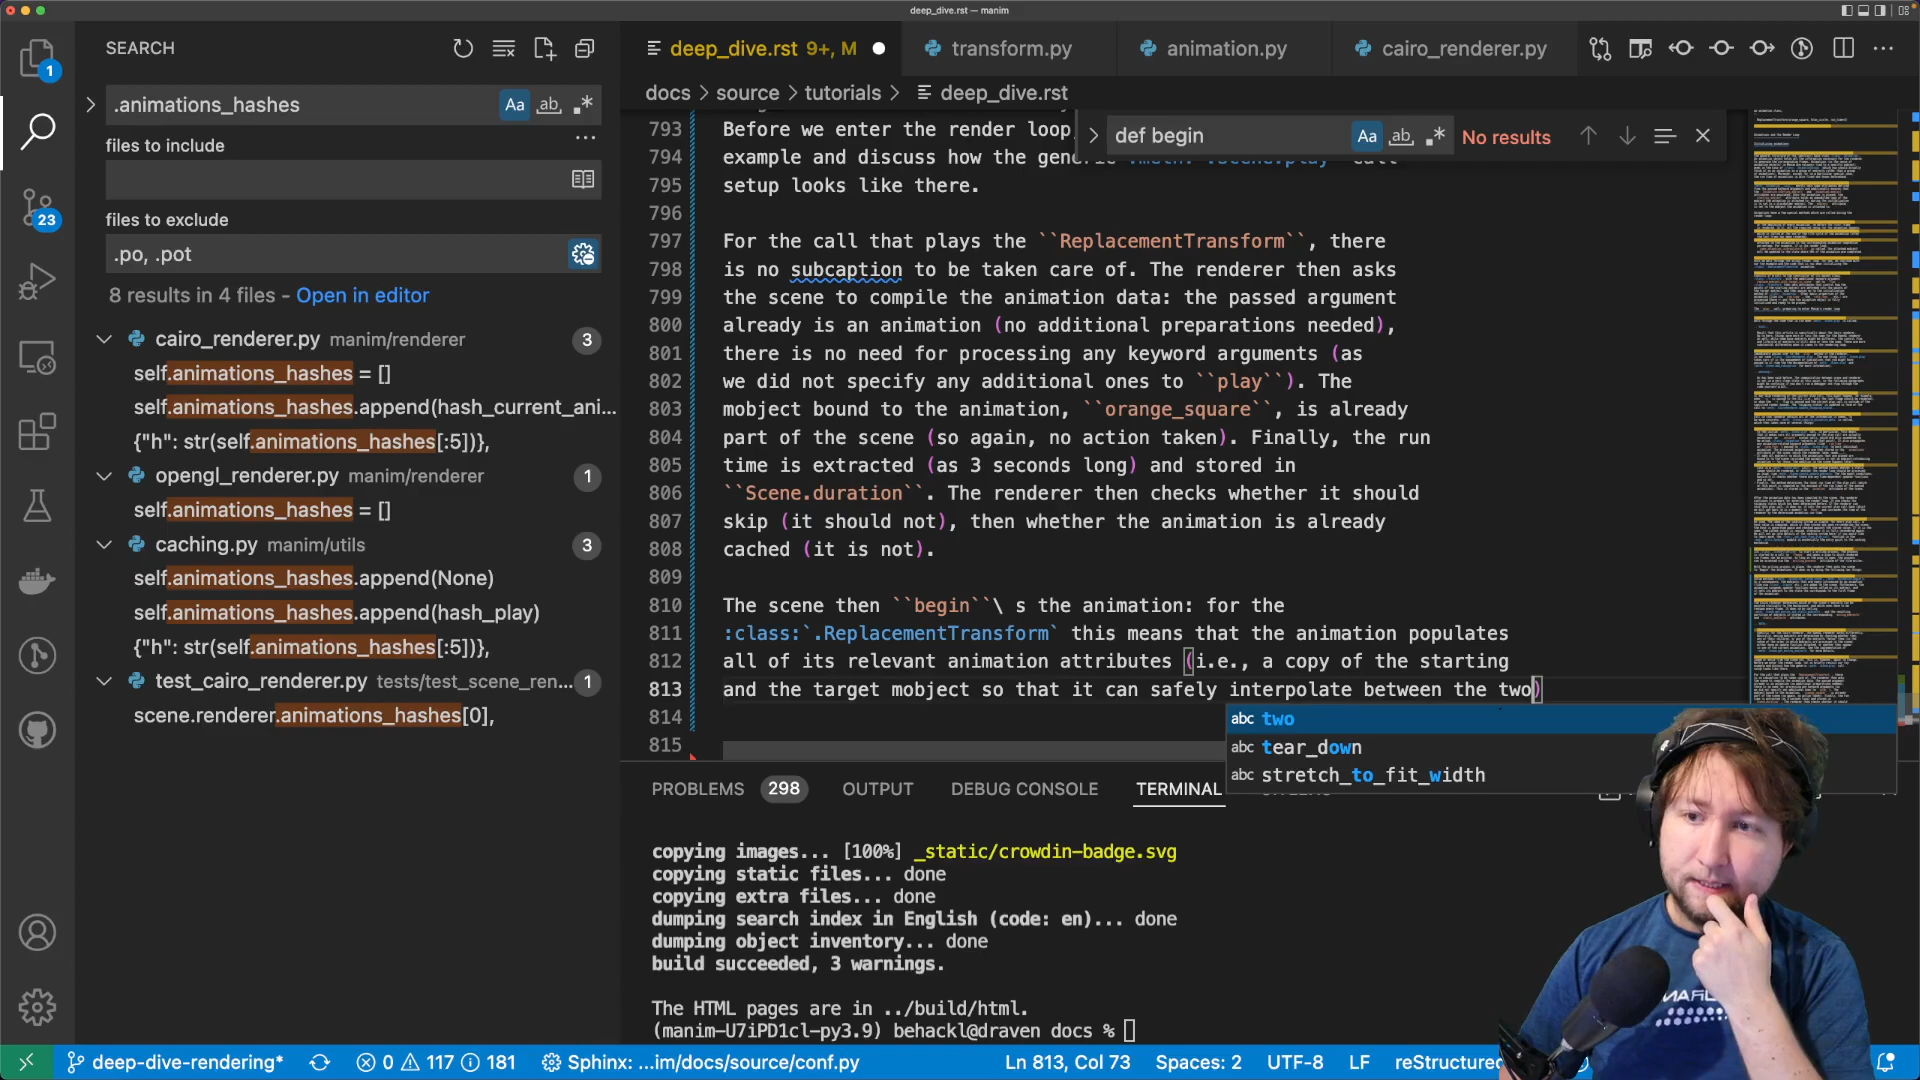 deep_dive.rst — manim
SEARCH
deep_dive.rst 9+, M
transform.py
animation.py
cairo_renderer.py
.animations_hashes
Aa
ab
.*
docs > source > tutorials > deep_dive.rst
files to include
files to exclude
.po, .pot
8 results in 4 files - Open in editor
cairo_renderer.py manim/renderer 3
self.animations_hashes = []
self.animations_hashes.append(hash_current_ani...
{"h": str(self.animations_hashes[:5])},
opengl_renderer.py manim/renderer 1
self.animations_hashes = []
caching.py manim/utils 3
self.animations_hashes.append(None)
self.animations_hashes.append(hash_play)
{"h": str(self.animations_hashes[:5])},
test_cairo_renderer.py tests/test_scene_ren... 1
scene.renderer.animations_hashes[0],
1
23
def begin
Aa
ab
.*
No results
793 Before we enter the render loop,
794 example and discuss how the generic :meth:`.Scene.play` call
795 setup looks like there.
796
797 For the call that plays the ``ReplacementTransform``, there
798 is no subcaption to be taken care of. The renderer then asks
799 the scene to compile the animation data: the passed argument
800 already is an animation (no additional preparations needed),
801 there is no need for processing any keyword arguments (as
802 we did not specify any additional ones to ``play``). The
803 mobject bound to the animation, ``orange_square``, is already
804 part of the scene (so again, no action taken). Finally, the run
805 time is extracted (as 3 seconds long) and stored in
806 ``Scene.duration``. The renderer then checks whether it should
807 skip (it should not), then whether the animation is already
808 cached (it is not).
809
810 The scene then ``begin``\ s the animation: for the
811 :class:`.ReplacementTransform` this means that the animation populates
812 all of its relevant animation attributes (i.e., a copy of the starting
813 and the target mobject so that it can safely interpolate between the two)
814
815
abc two
abc tear_down
abc stretch_to_fit_width
PROBLEMS 298 OUTPUT DEBUG CONSOLE TERMINAL
copying images... [100%] _static/crowdin-badge.svg
copying static files... done
copying extra files... done
dumping search index in English (code: en)... done
dumping object inventory... done
build succeeded, 3 warnings.
The HTML pages are in ../build/html.
(manim-U7iPD1cl-py3.9) behackl@draven docs %
deep-dive-rendering* 0 117 181 Sphinx: ...im/docs/source/conf.py Ln 813, Col 73 Spaces: 2 UTF-8 LF reStructured